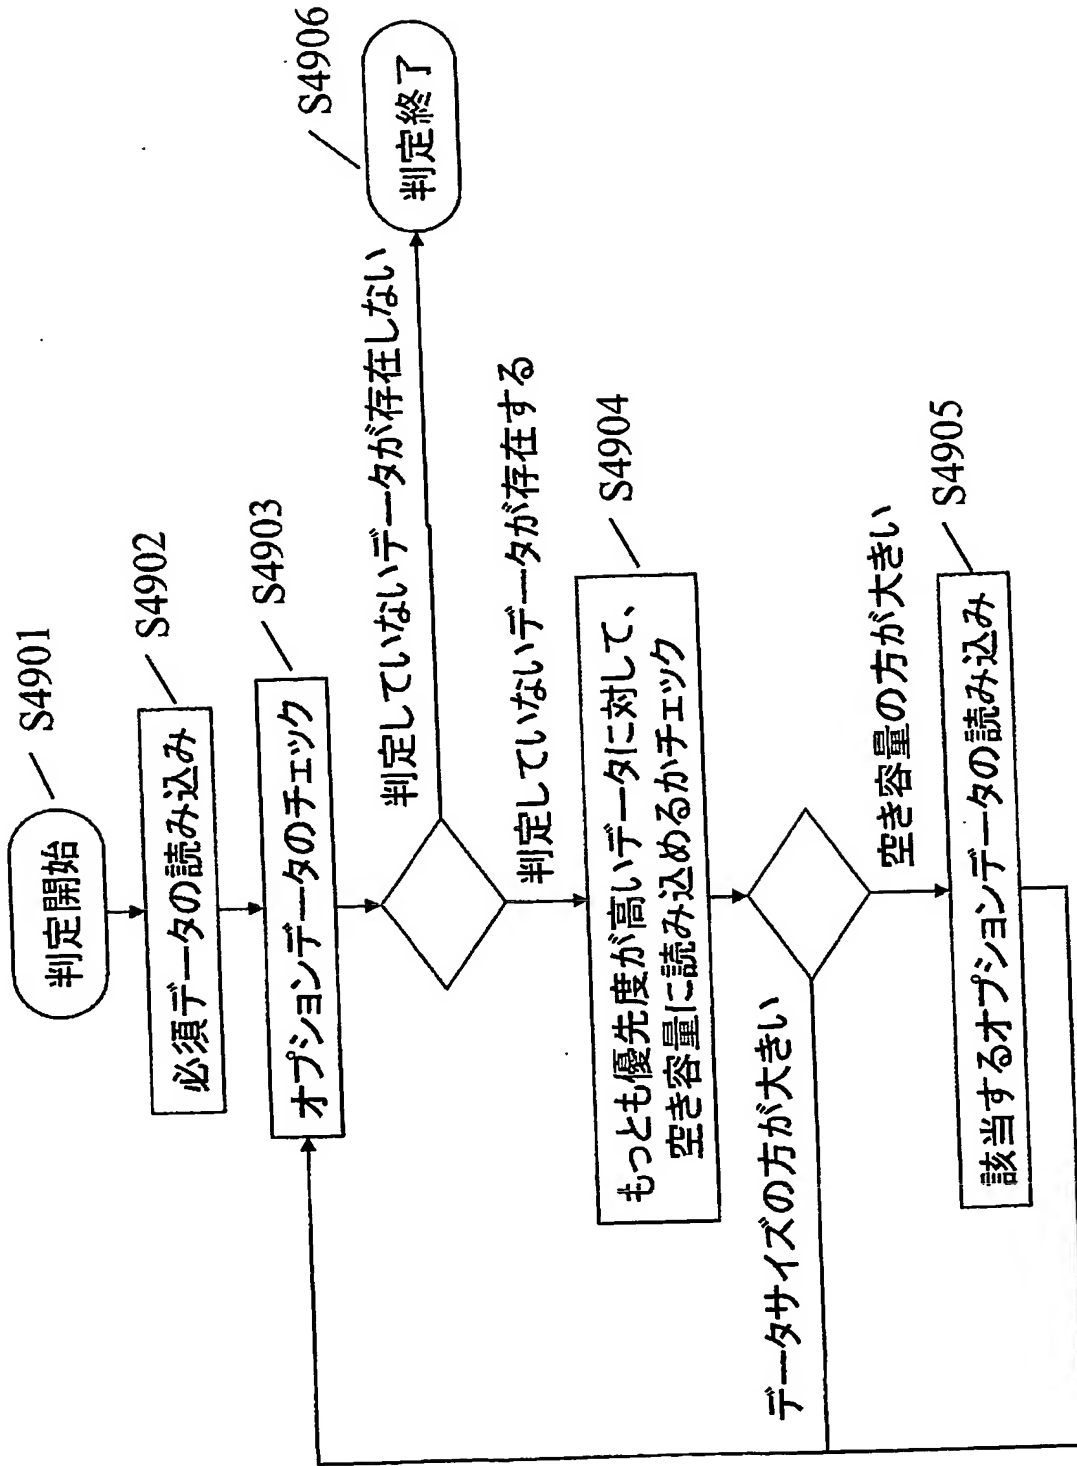 S4901
判定開始
S4902
必須データの読み込み
S4903
オプションデータのチェック
判定していないデータが存在しない
S4906
判定終了
判定していないデータが存在する
S4904
もっとも優先度が高いデータに対して、
空き容量に読み込めるかチェック
データサイズの方が大きい
空き容量の方が大きい
S4905
該当するオプションデータの読み込み